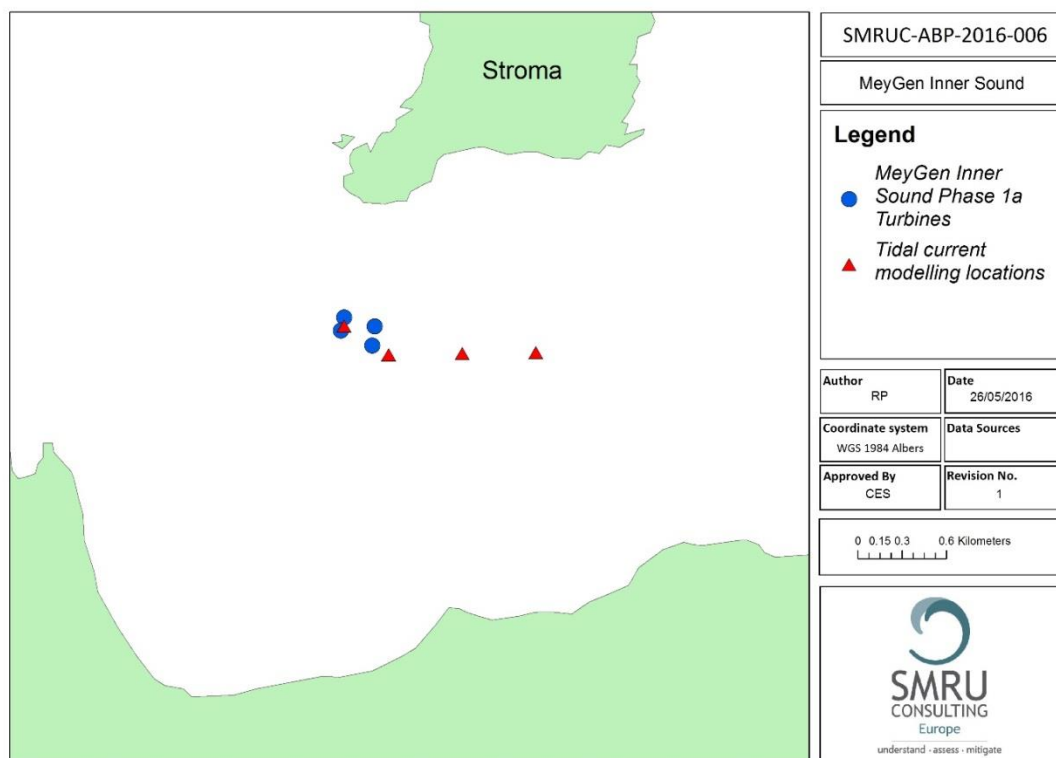 Stroma
SMRUC-ABP-2016-006
MeyGen Inner Sound
Legend
MeyGen Inner
Sound Phase 1a
Turbines
Tidal current
modelling locations
Author
RP
Date
26/05/2016
Coordinate system
WGS 1984 Albers
Data Sources
Approved By
CES
Revision No.
1
0 0.15 0.3 0.6 Kilometers
SMRU
CONSULTING
Europe
understand · assess · mitigate